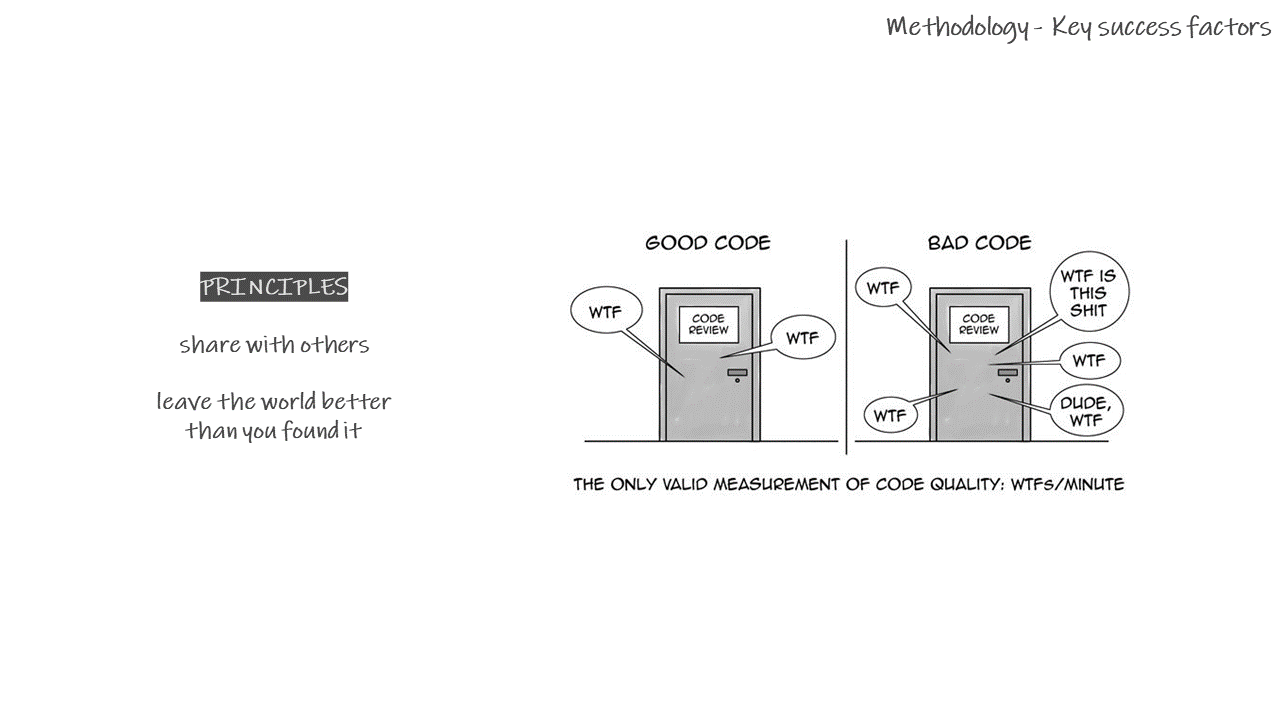 Methodology - Key success factors
PRINCIPLES
share with others
leave the world better
than you found it
GOOD CODE
WTF
CODE
REVIEW
WTF
BAD CODE
WTF
WTF IS
THIS
SHIT
CODE
REVIEW
WTF
WTF
DUDE,
WTF
THE ONLY VALID MEASUREMENT OF CODE QUALITY: WTFS/MINUTE